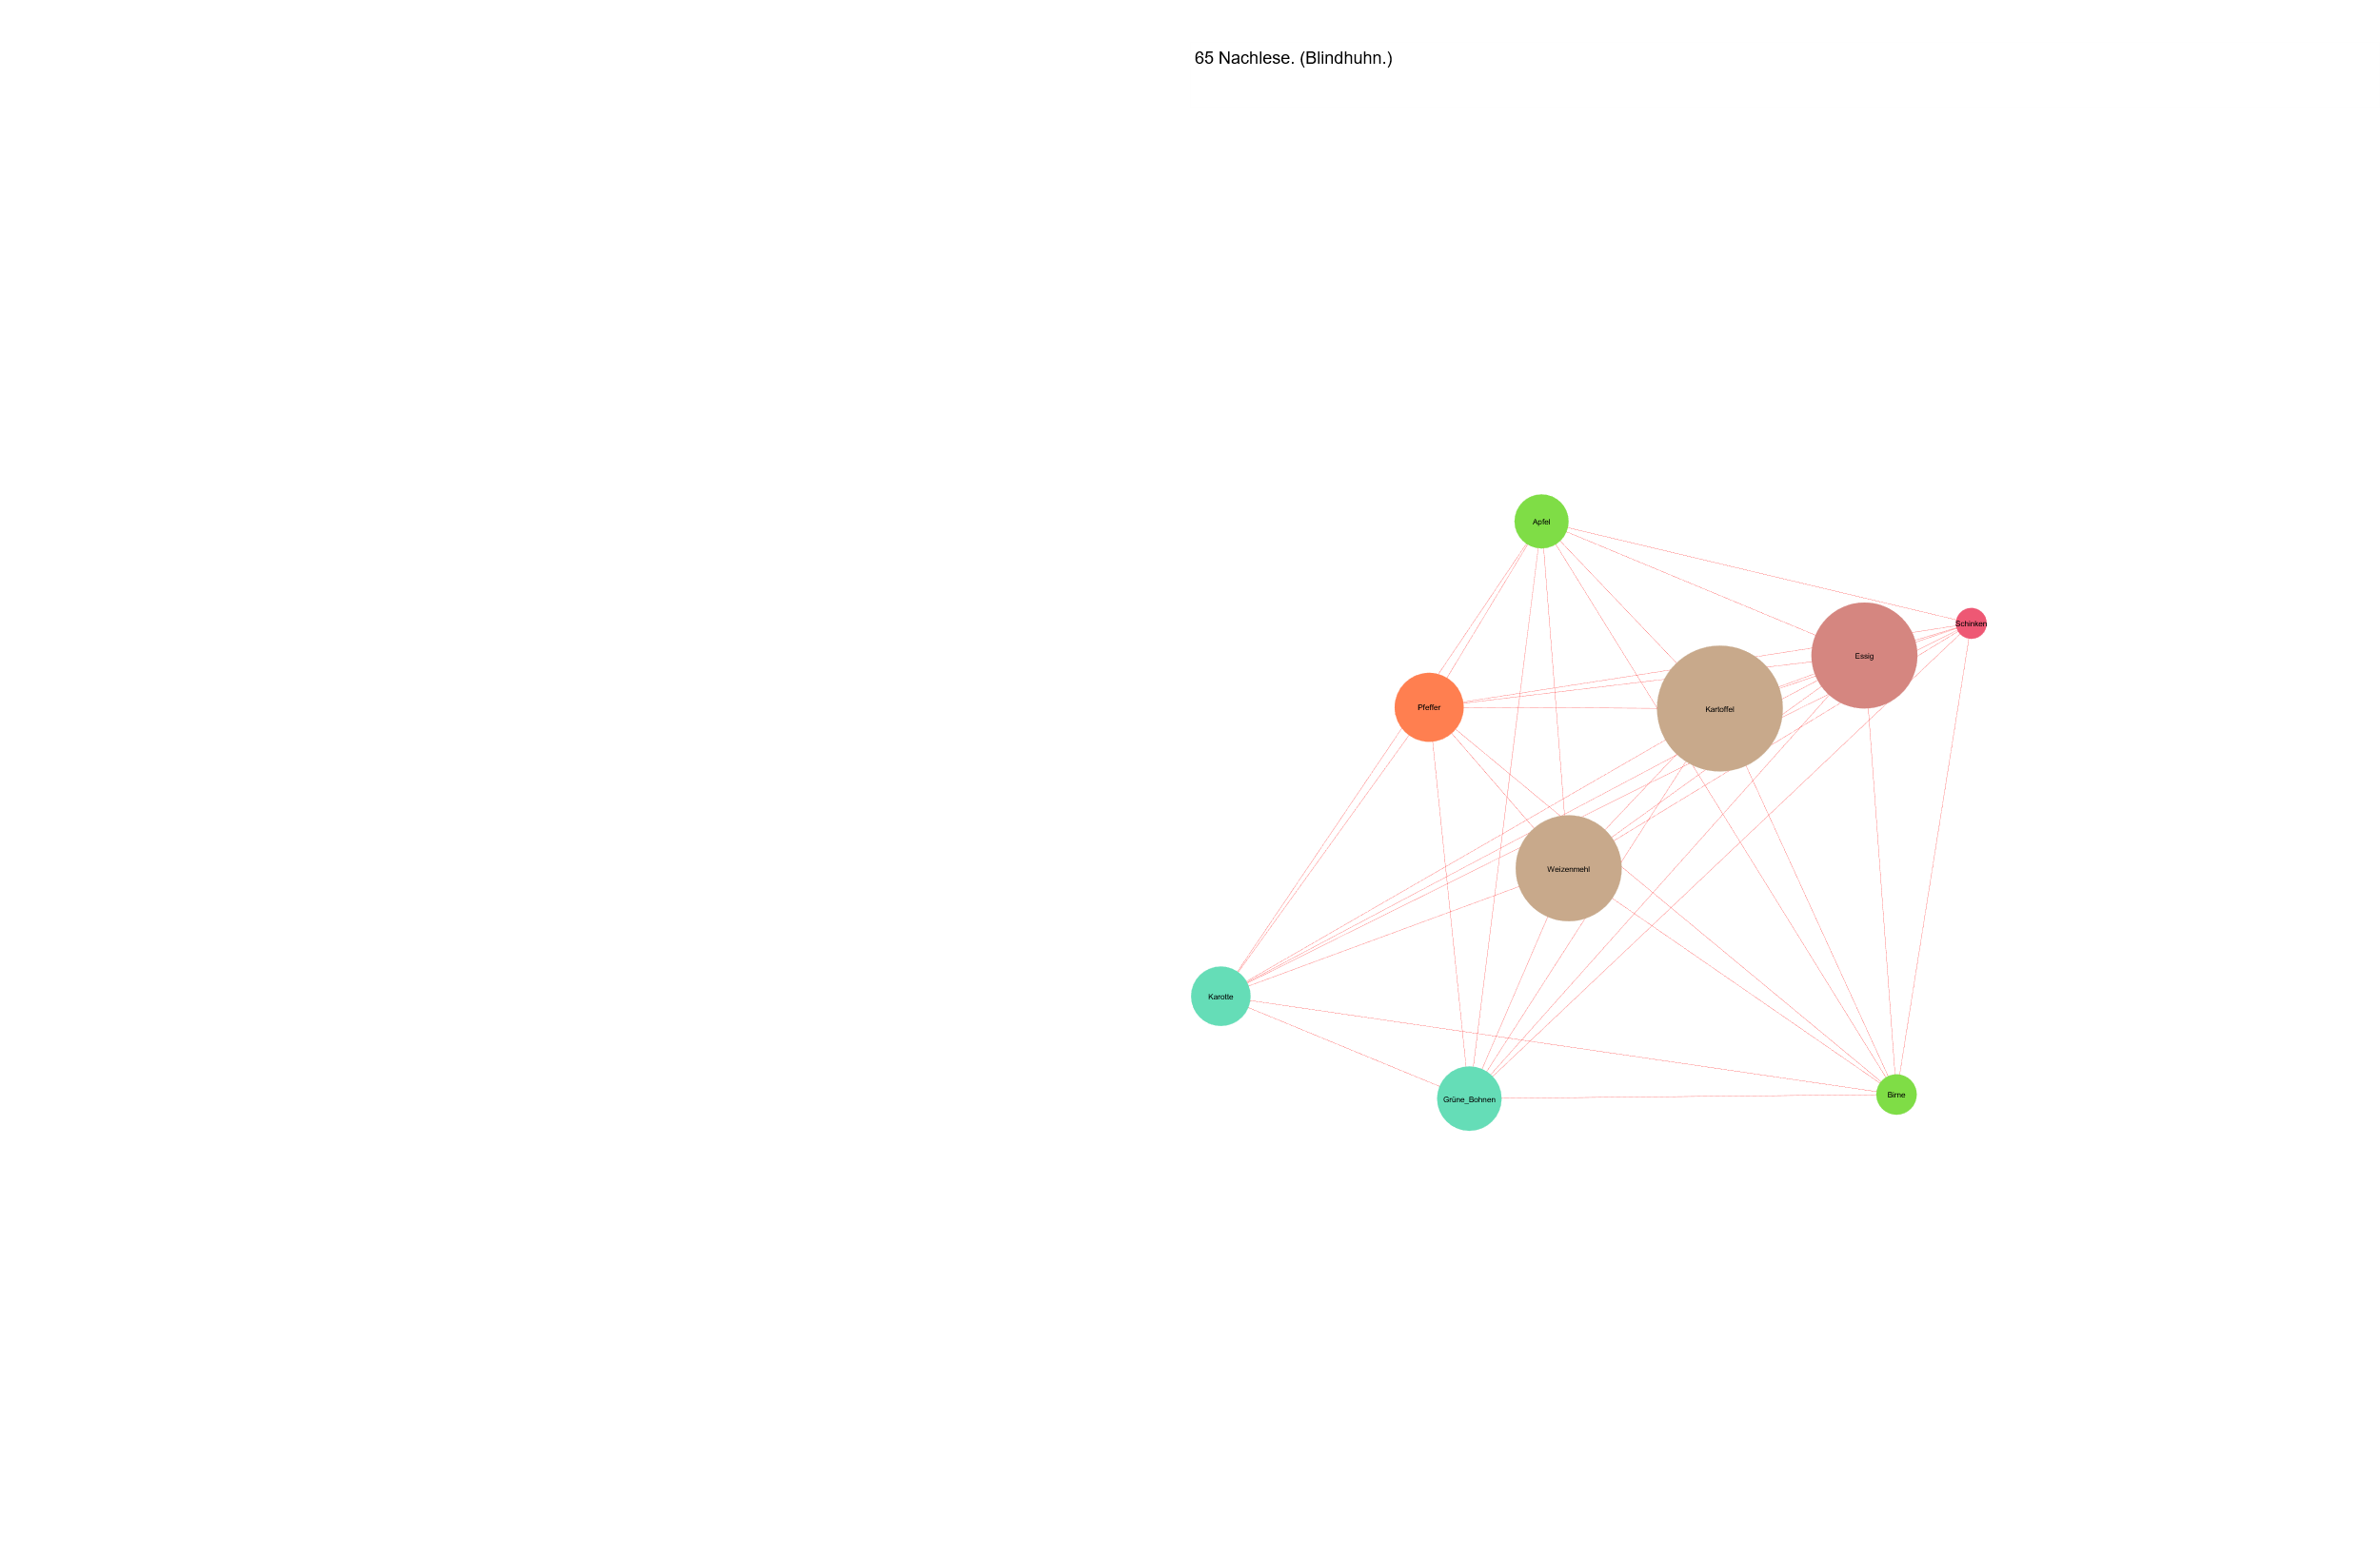 65 Nachlese. (Blindhuhn.)
Apfel
Schinken
Essig
Pfeffer
Kartoffel
Weizenmehl
Karotte
Grüne_Bohnen
Birne